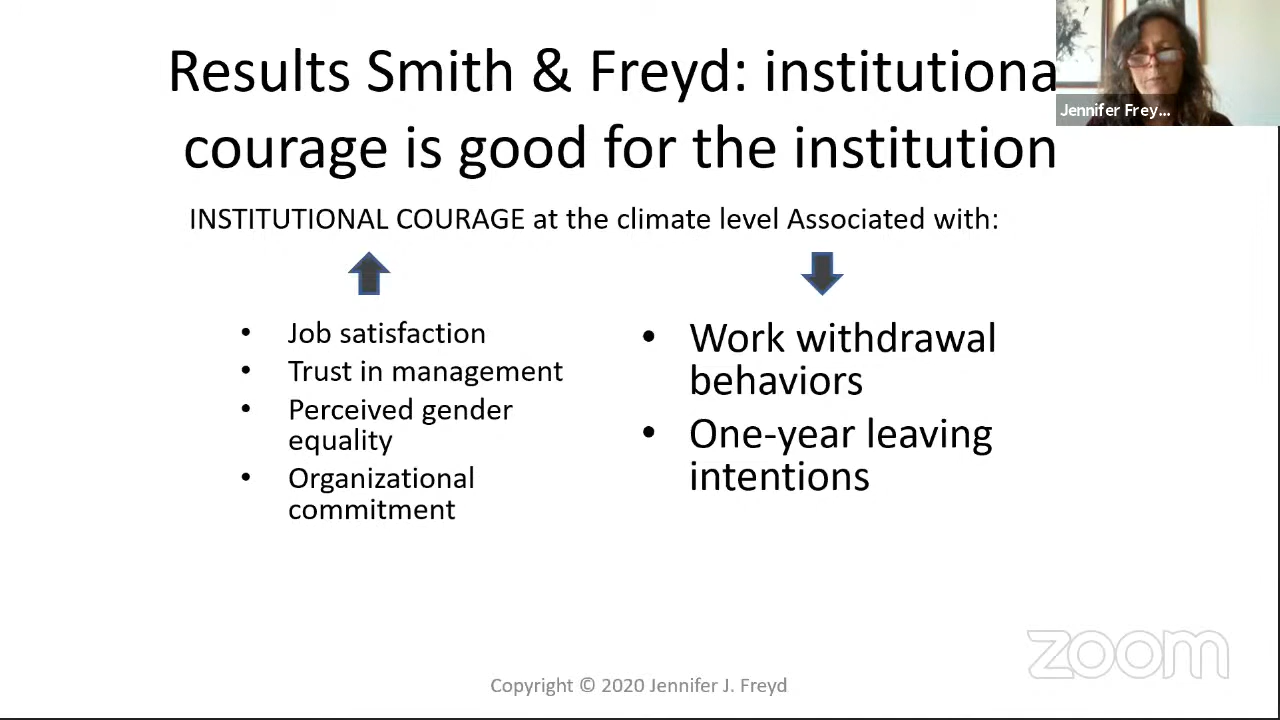 Results Smith & Freyd: institutiona
courage is good for the institution
Jennifer Frey...
INSTITUTIONAL COURAGE at the climate level Associated with:
• Job satisfaction
• Trust in management
• Perceived gender
equality
• Organizational
commitment
• Work withdrawal
behaviors
• One-year leaving
intentions
zoom
Copyright © 2020 Jennifer J. Freyd